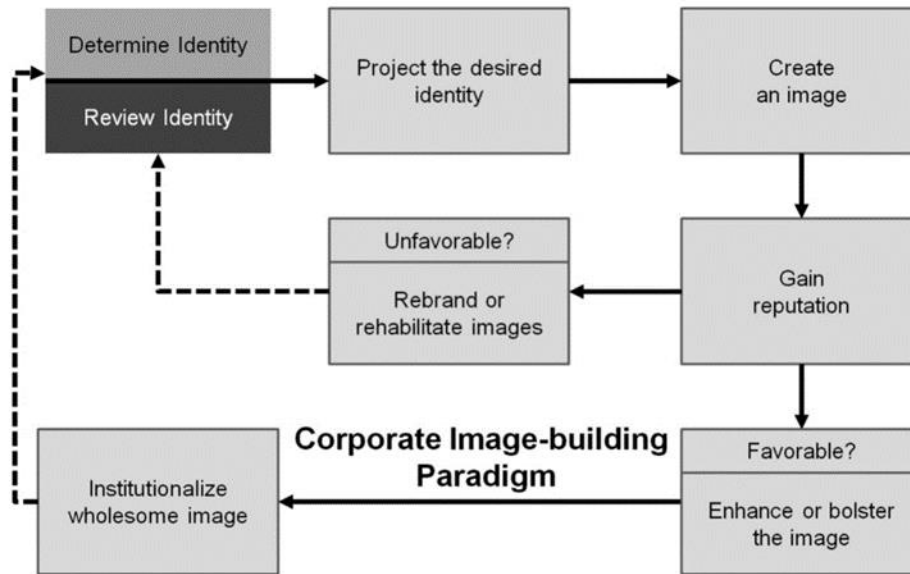 Determine Identity
Review Identity
Project the desired
identity
Create
an image
Unfavorable?
Rebrand or
rehabilitate images
Gain
reputation
Corporate Image-building
Paradigm
Institutionalize
wholesome image
Favorable?
Enhance or bolster
the image